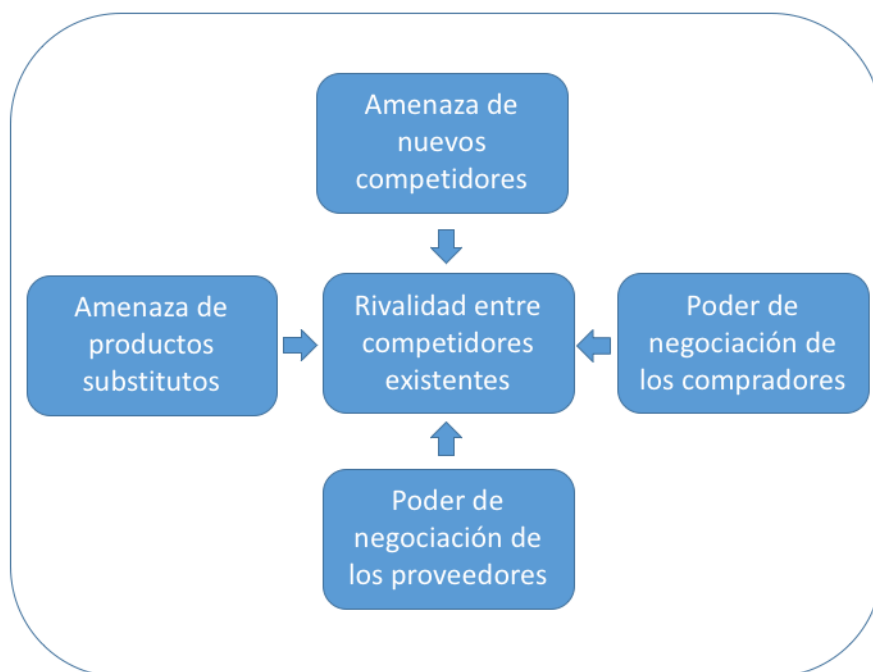 Amenaza de
nuevos
competidores
Amenaza de
productos
substitutos
Rivalidad entre
competidores
existentes
Poder de
negociación de
los compradores
Poder de
negociación de
los proveedores